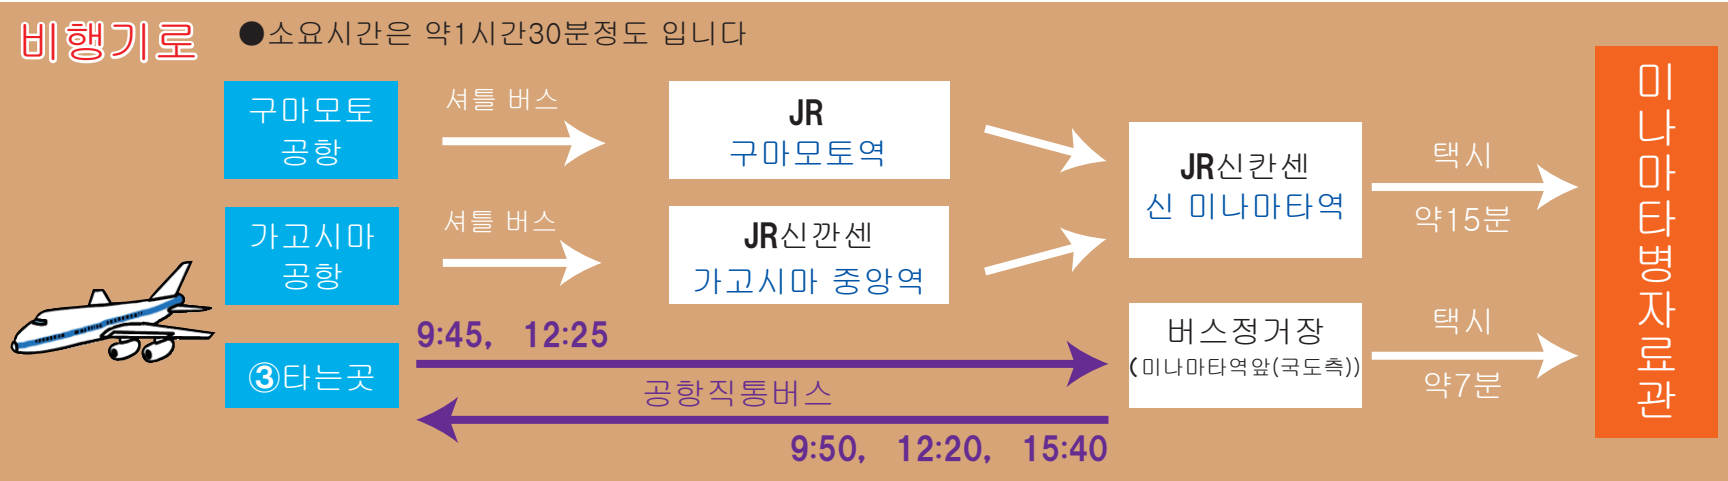 비행기로
●소요시간은 약1시간30분정도 입니다
구마모토
공항
셔틀 버스
JR
구마모토역
가고시마
공항
셔틀 버스
JR신깐센
가고시마 중앙역
JR신칸센
신 미나마타역
택시
약15분
③타는곳
9:45, 12:25
공항직통버스
9:50, 12:20, 15:40
버스정거장
(미나마타역앞(국도측))
택시
약7분
미나마타병자료관